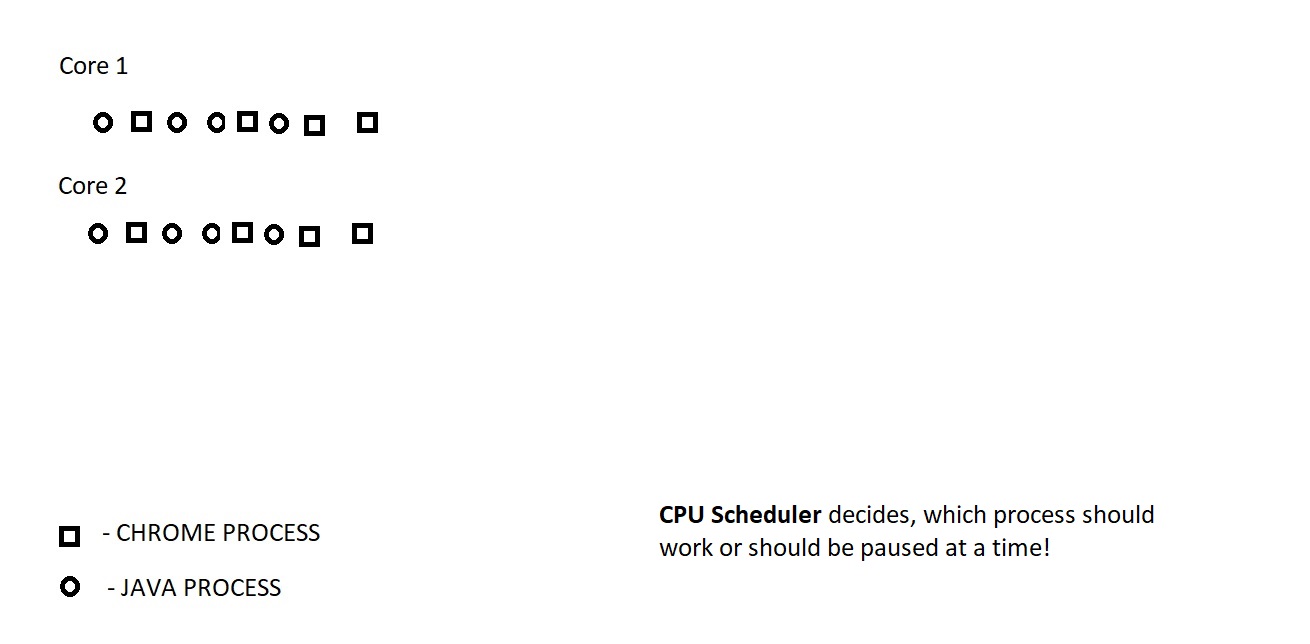 Core 1
Core 2
- CHROME PROCESS
- JAVA PROCESS
CPU Scheduler decides, which process should
work or should be paused at a time!